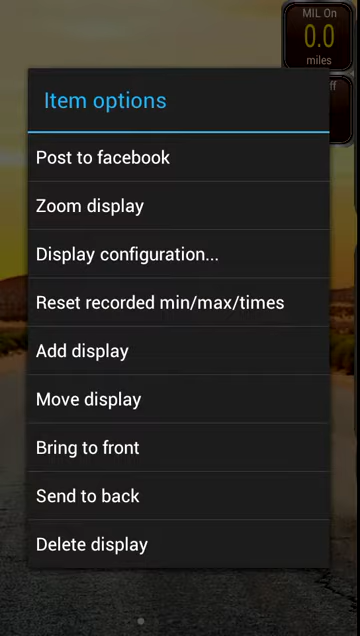 MIL On
0.0
miles
ff
Item options
Post to facebook
Zoom display
Display configuration...
Reset recorded min/max/times
Add display
Move display
Bring to front
Send to back
Delete display